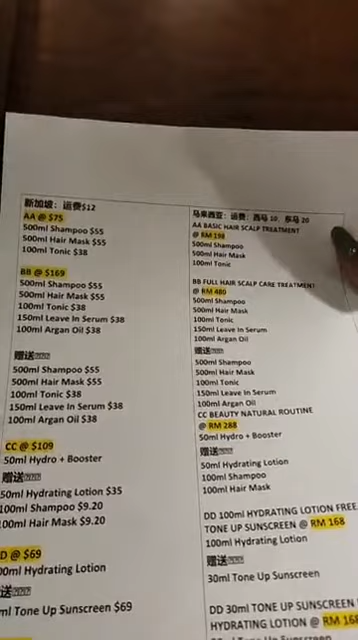 新加坡：运费$12
AA @ $75
500ml Shampoo $55
500ml Hair Mask $55
100ml Tonic $38
BB @ $169
500ml Shampoo $55
500ml Hair Mask $55
100ml Tonic $38
150ml Leave In Serum $38
100ml Argan Oil $38
赠送
500ml Shampoo $55
500ml Hair Mask $55
100ml Tonic $38
150ml Leave In Serum $38
100ml Argan Oil $38
CC @ $109
50ml Hydro + Booster
赠送
50ml Hydrating Lotion $35
100ml Shampoo $9.20
100ml Hair Mask $9.20
D @ $69
00ml Hydrating Lotion
送
ml Tone Up Sunscreen $69
马来西亚：运费：西马 10，东马 20
AA BASIC HAIR SCALP TREATMENT
@ RM 198
500ml Shampoo
500ml Hair Mask
100ml Tonic
BB FULL HAIR SCALP CARE TREATMENT
@ RM 480
500ml Shampoo
500ml Hair Mask
100ml Tonic
150ml Leave In Serum
100ml Argan Oil
赠送
500ml Shampoo
500ml Hair Mask
100ml Tonic
150ml Leave In Serum
100ml Argan Oil
CC BEAUTY NATURAL ROUTINE
@ RM 288
50ml Hydro + Booster
赠送
50ml Hydrating Lotion
100ml Shampoo
100ml Hair Mask
DD 100ml HYDRATING LOTION FREE
TONE UP SUNSCREEN @ RM 168
100ml Hydrating Lotion
赠送
30ml Tone Up Sunscreen
DD 30ml TONE UP SUNSCREEN
HYDRATING LOTION @ RM 168